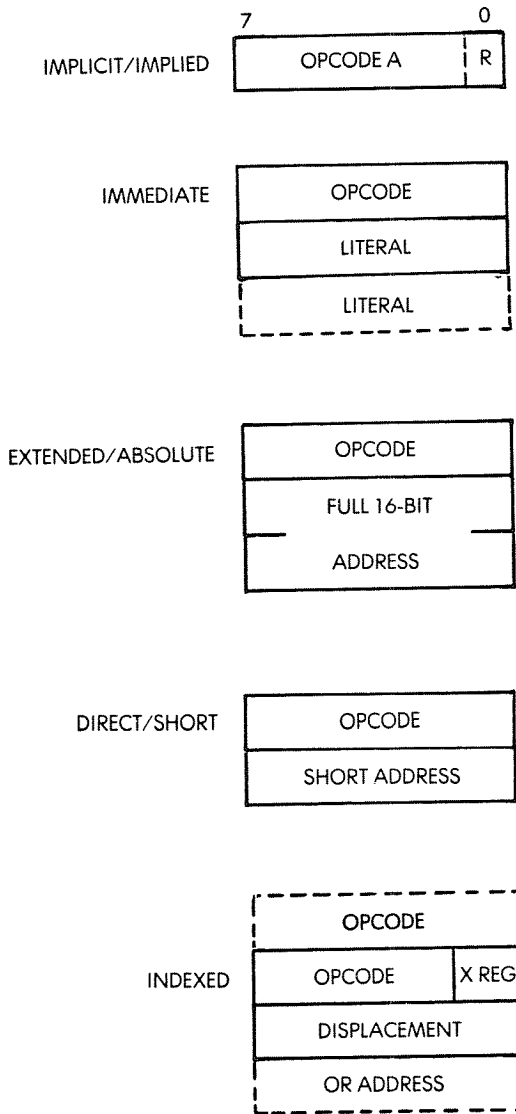 7 0
IMPLICIT/IMPLIED OPCODE A R
IMMEDIATE OPCODE
LITERAL
LITERAL
EXTENDED/ABSOLUTE OPCODE
FULL 16-BIT
ADDRESS
DIRECT/SHORT OPCODE
SHORT ADDRESS
OPCODE
INDEXED OPCODE X REG
DISPLACEMENT
OR ADDRESS